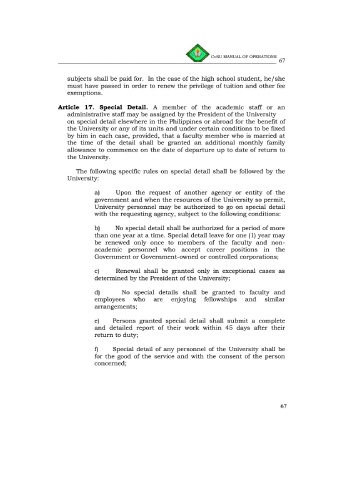 CvSU MANUAL OF OPERATIONS
67
subjects shall be paid for. In the case of the high school student, he/she
must have passed in order to renew the privilege of tuition and other fee
exemptions.
Article 17. Special Detail. A member of the academic staff or an
administrative staff may be assigned by the President of the University
on special detail elsewhere in the Philippines or abroad for the benefit of
the University or any of its units and under certain conditions to be fixed
by him in each case, provided, that a faculty member who is married at
the time of the detail shall be granted an additional monthly family
allowance to commence on the date of departure up to date of return to
the University.
The following specific rules on special detail shall be followed by the
University:
a) Upon the request of another agency or entity of the
government and when the resources of the University so permit,
University personnel may be authorized to go on special detail
with the requesting agency, subject to the following conditions:
b) No special detail shall be authorized for a period of more
than one year at a time. Special detail leave for one (1) year may
be renewed only once to members of the faculty and non-
academic personnel who accept career positions in the
Government or Government-owned or controlled corporations;
c) Renewal shall be granted only in exceptional cases as
determined by the President of the University;
d) No special details shall be granted to faculty and
employees who are enjoying fellowships and similar
arrangements;
e) Persons granted special detail shall submit a complete
and detailed report of their work within 45 days after their
return to duty;
f) Special detail of any personnel of the University shall be
for the good of the service and with the consent of the person
concerned;
67